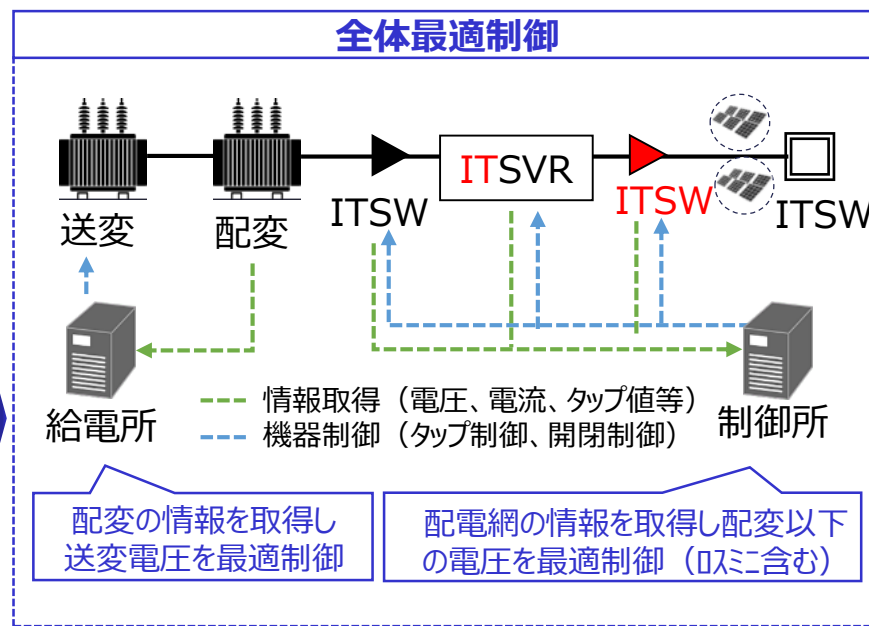 全体最適制御
送変
配変
ITSW
ITSVR
ITSW
ITSW
給電所
情報取得（電圧、電流、タップ値等）
機器制御（タップ制御、開閉制御）
制御所
配変の情報を取得し
送変電圧を最適制御
配電網の情報を取得し配変以下
の電圧を最適制御（ロスミニ含む）